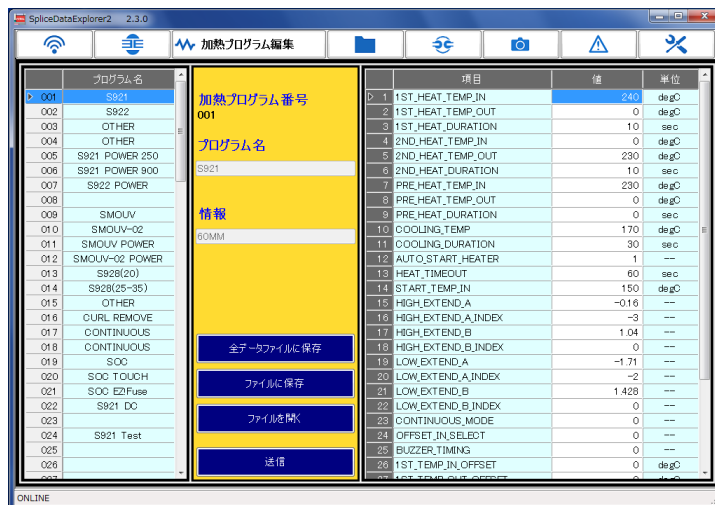 SpliceDataExplorer2 2.3.0
加熱プログラム編集
プログラム名
001 S921
002 S922
003 OTHER
004 OTHER
005 S921 POWER 250
006 S921 POWER 900
007 S922 POWER
008
009 SMOUV
010 SMOUV-02
011 SMOUV POWER
012 SMOUV-02 POWER
013 S928(20)
014 S928(25-35)
015 OTHER
016 CURL REMOVE
017 CONTINUOUS
018 CONTINUOUS
019 SOC
020 SOC TOUCH
021 SOC EZ!Fuse
022 S921 DC
023
024 S921 Test
025
026
加熱プログラム番号
001
プログラム名
S921
情報
60MM
全データファイルに保存
ファイルに保存
ファイルを開く
送信
項目 値 単位
1 1ST_HEAT_TEMP_IN 240 degC
2 1ST_HEAT_TEMP_OUT 0 degC
3 1ST_HEAT_DURATION 10 sec
4 2ND_HEAT_TEMP_IN 0 degC
5 2ND_HEAT_TEMP_OUT 230 degC
6 2ND_HEAT_DURATION 10 sec
7 PRE_HEAT_TEMP_IN 230 degC
8 PRE_HEAT_TEMP_OUT 0 degC
9 PRE_HEAT_DURATION 0 sec
10 COOLING_TEMP 170 degC
11 COOLING_DURATION 30 sec
12 AUTO_START_HEATER 1 --
13 HEAT_TIMEOUT 60 sec
14 START_TEMP_IN 150 degC
15 HIGH_EXTEND_A -0.16 --
16 HIGH_EXTEND_A_INDEX -3 --
17 HIGH_EXTEND_B 1.04 --
18 HIGH_EXTEND_B_INDEX 0 --
19 LOW_EXTEND_A -1.71 --
20 LOW_EXTEND_A_INDEX -2 --
21 LOW_EXTEND_B 1.428 --
22 LOW_EXTEND_B_INDEX 0 --
23 CONTINUOUS_MODE 0 --
24 OFFSET_IN_SELECT 0 --
25 BUZZER_TIMING 0 --
26 1ST_TEMP_IN_OFFSET 0 degC
ONLINE